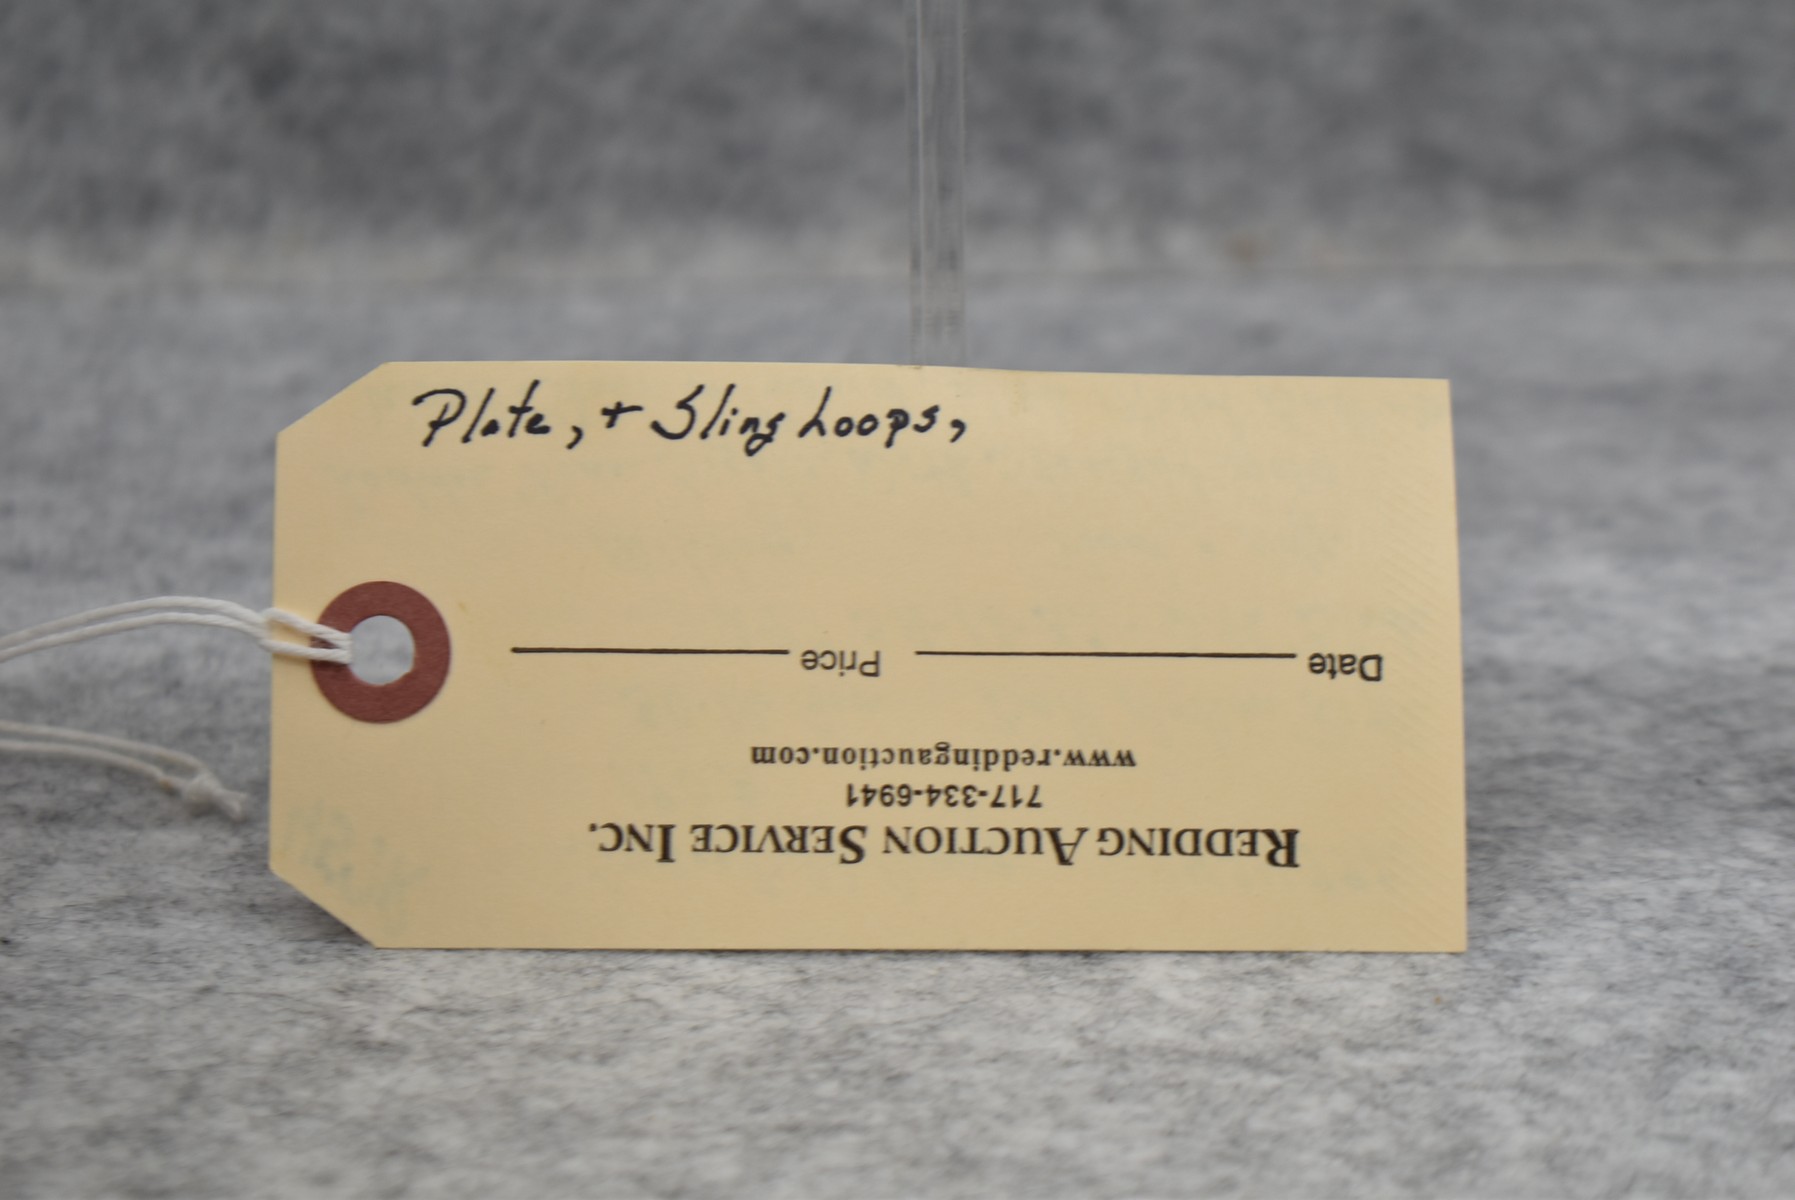 Plate, + Sling Loops,
REDDING AUCTION SERVICE INC.
717-334-6941
www.reddingauction.com
Date Price